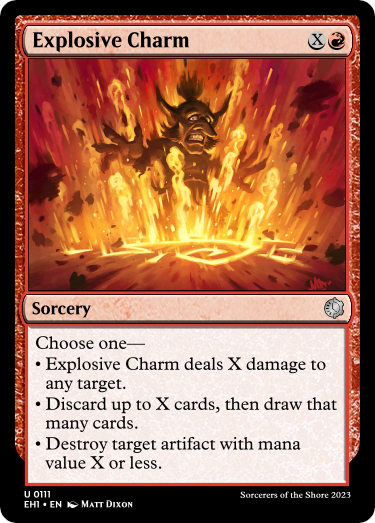 Explosive Charm X
Sorcery
Choose one—
• Explosive Charm deals X damage to
any target.
• Discard up to X cards, then draw that
many cards.
• Destroy target artifact with mana
value X or less.
U 0111
EH1 • EN Matt Dixon
Sorcerers of the Shore 2023